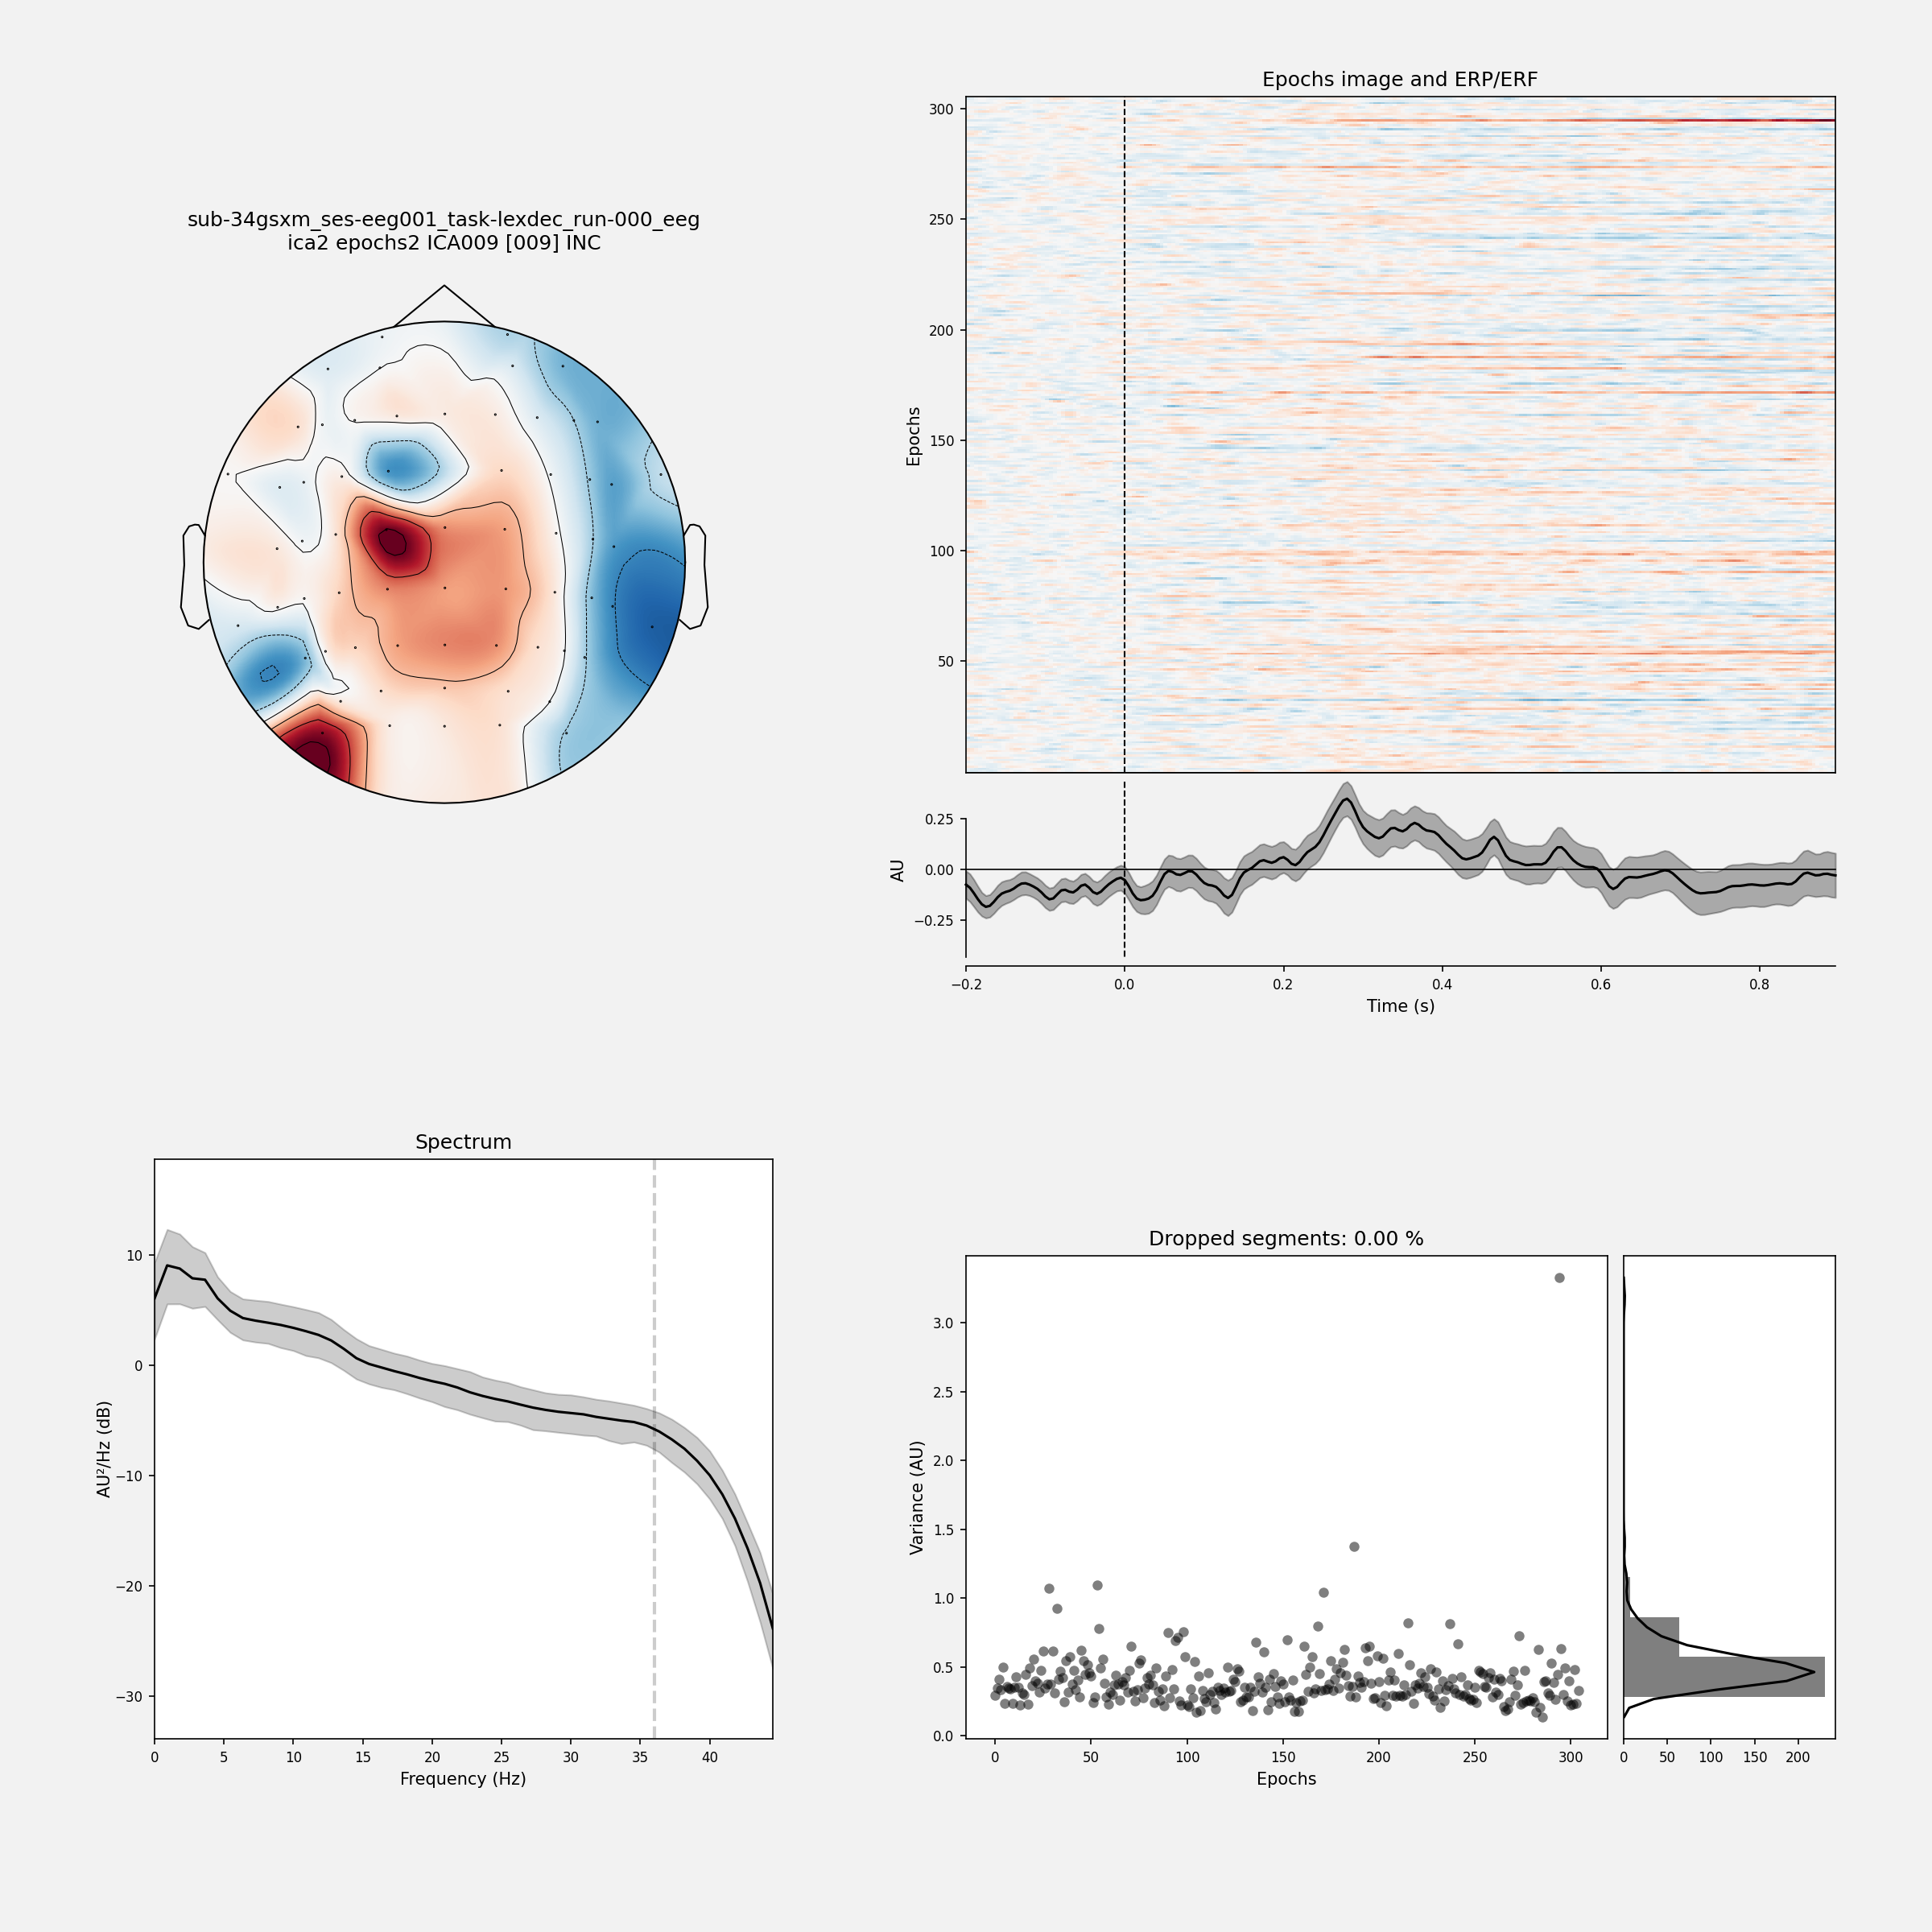 sub-34gsxm_ses-eeg001_task-lexdec_run-000_eeg
ica2 epochs2 ICA009 [009] INC
Epochs image and ERP/ERF
300
250
200
150
100
50
Epochs
0.25
0.00
−0.25
AU
−0.2 0.0 0.2 0.4 0.6 0.8
Time (s)
Spectrum
10
0
−10
−20
−30
AU²/Hz (dB)
0 5 10 15 20 25 30 35 40
Frequency (Hz)
Dropped segments: 0.00 %
3.0
2.5
2.0
1.5
1.0
0.5
0.0
Variance (AU)
0 50 100 150 200 250 300
Epochs
0 50 100 150 200